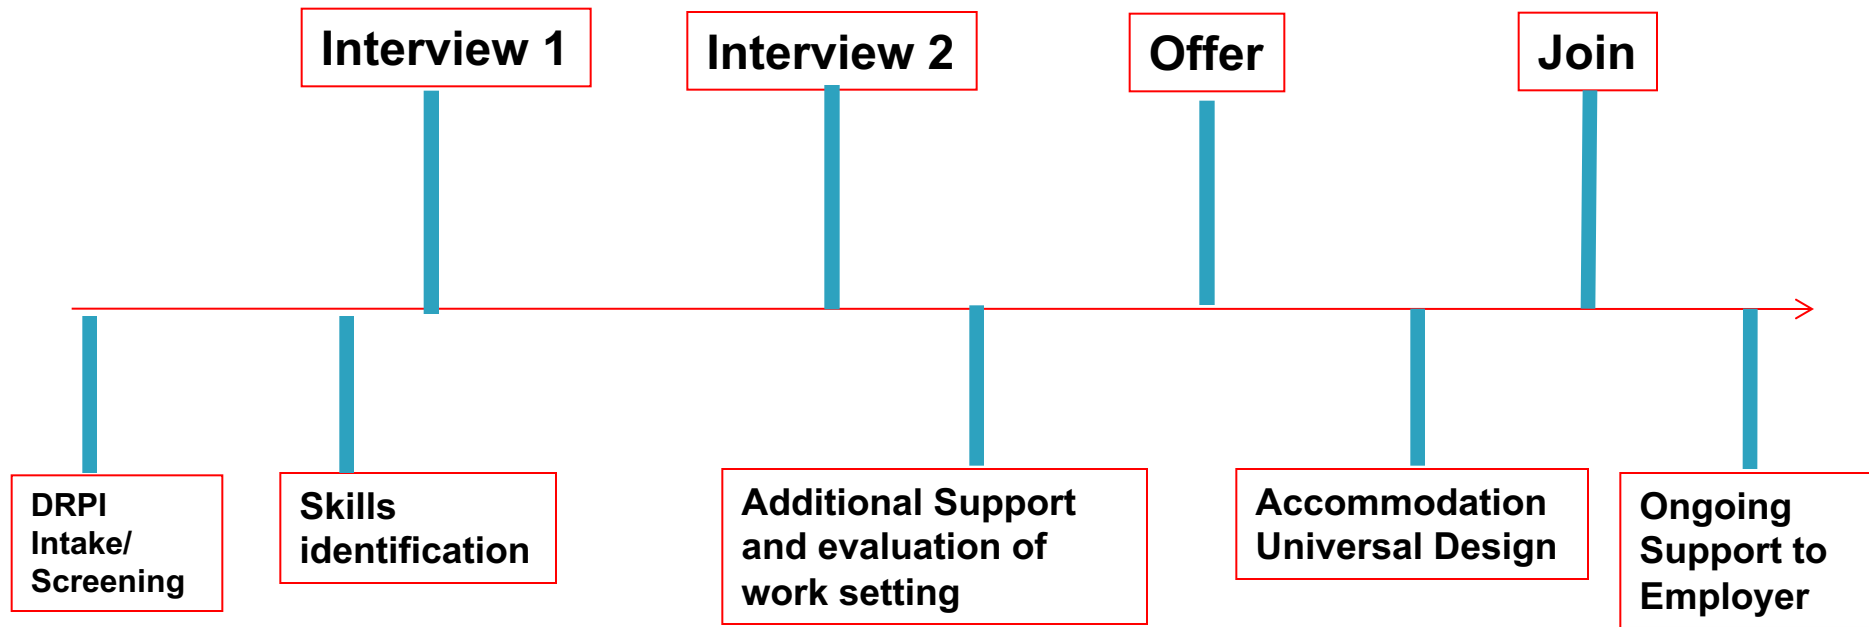 Interview 1
Interview 2
Offer
Join
DRPI
Intake/
Screening
Skills
identification
Additional Support
and evaluation of
work setting
Accommodation
Universal Design
Ongoing
Support to
Employer